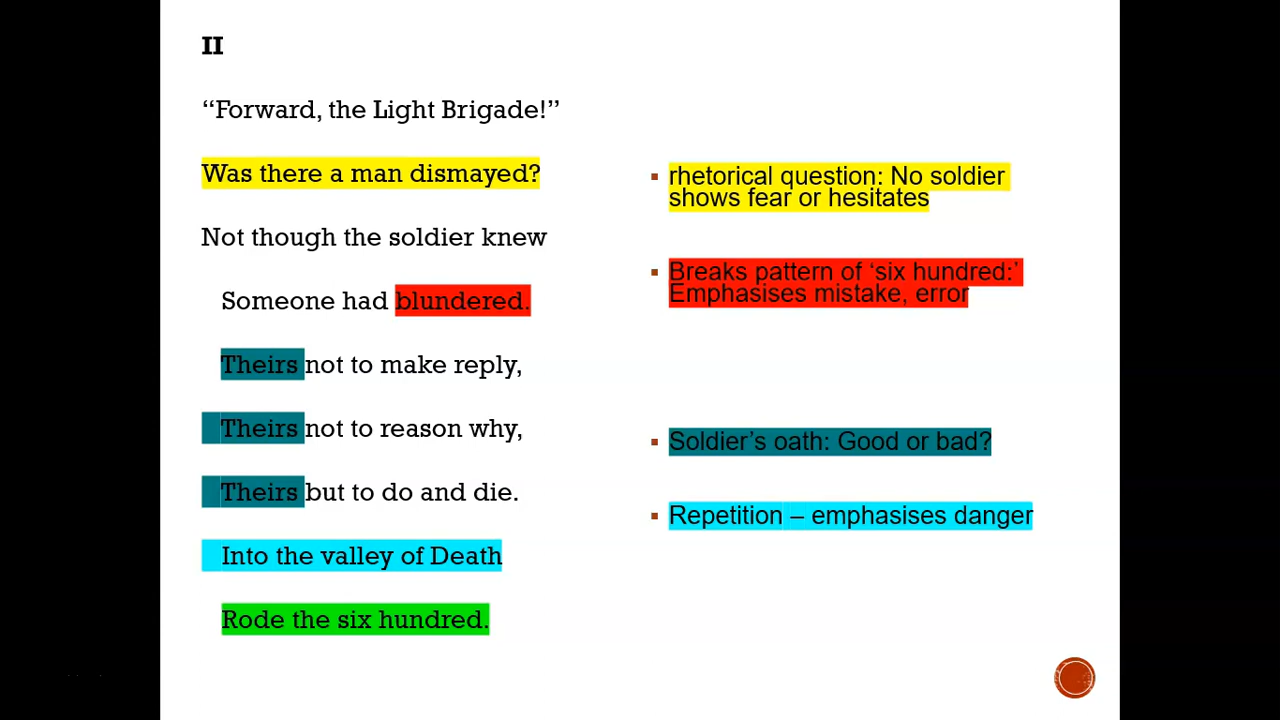 II
“Forward, the Light Brigade!”
Was there a man dismayed?
Not though the soldier knew
Someone had blundered.
Theirs not to make reply,
Theirs not to reason why,
Theirs but to do and die.
Into the valley of Death
Rode the six hundred.
▪ rhetorical question: No soldier
shows fear or hesitates
▪ Breaks pattern of ‘six hundred:’
Emphasises mistake, error
▪ Soldier’s oath: Good or bad?
▪ Repetition – emphasises danger